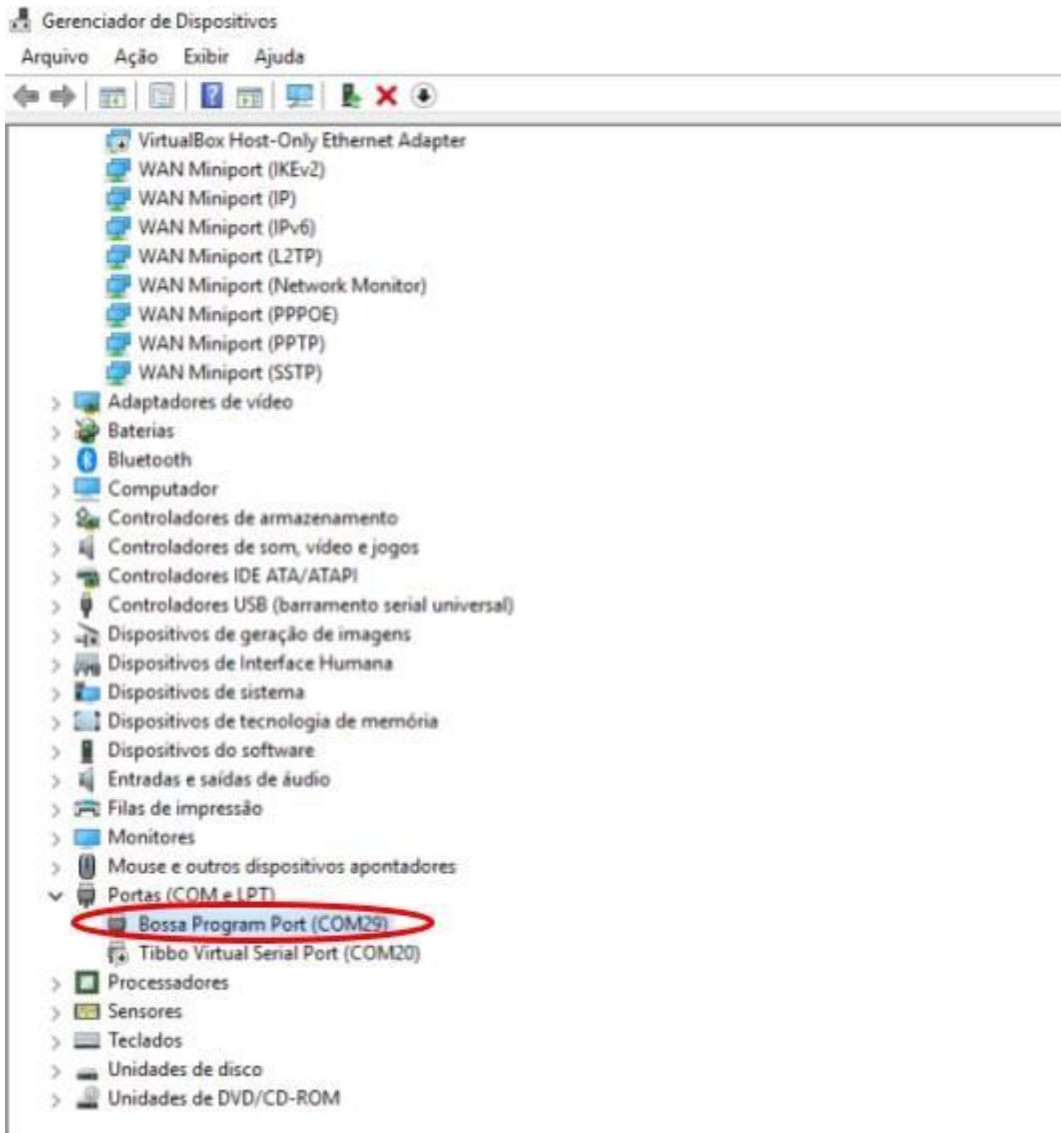 Gerenciador de Dispositivos
Arquivo Ação Exibir Ajuda
VirtualBox Host-Only Ethernet Adapter
WAN Miniport (IKEv2)
WAN Miniport (IP)
WAN Miniport (IPv6)
WAN Miniport (L2TP)
WAN Miniport (Network Monitor)
WAN Miniport (PPPOE)
WAN Miniport (PPTP)
WAN Miniport (SSTP)
Adaptadores de vídeo
Baterias
Bluetooth
Computador
Controladores de armazenamento
Controladores de som, vídeo e jogos
Controladores IDE ATA/ATAPI
Controladores USB (barramento serial universal)
Dispositivos de geração de imagens
Dispositivos de Interface Humana
Dispositivos de sistema
Dispositivos de tecnologia de memória
Dispositivos do software
Entradas e saídas de áudio
Filas de impressão
Monitores
Mouse e outros dispositivos apontadores
Portas (COM e LPT)
Bossa Program Port (COM29)
Tibbo Virtual Serial Port (COM20)
Processadores
Sensores
Teclados
Unidades de disco
Unidades de DVD/CD-ROM